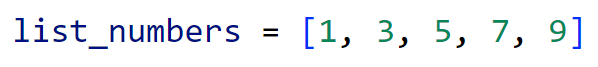 list_numbers = [1, 3, 5, 7, 9]